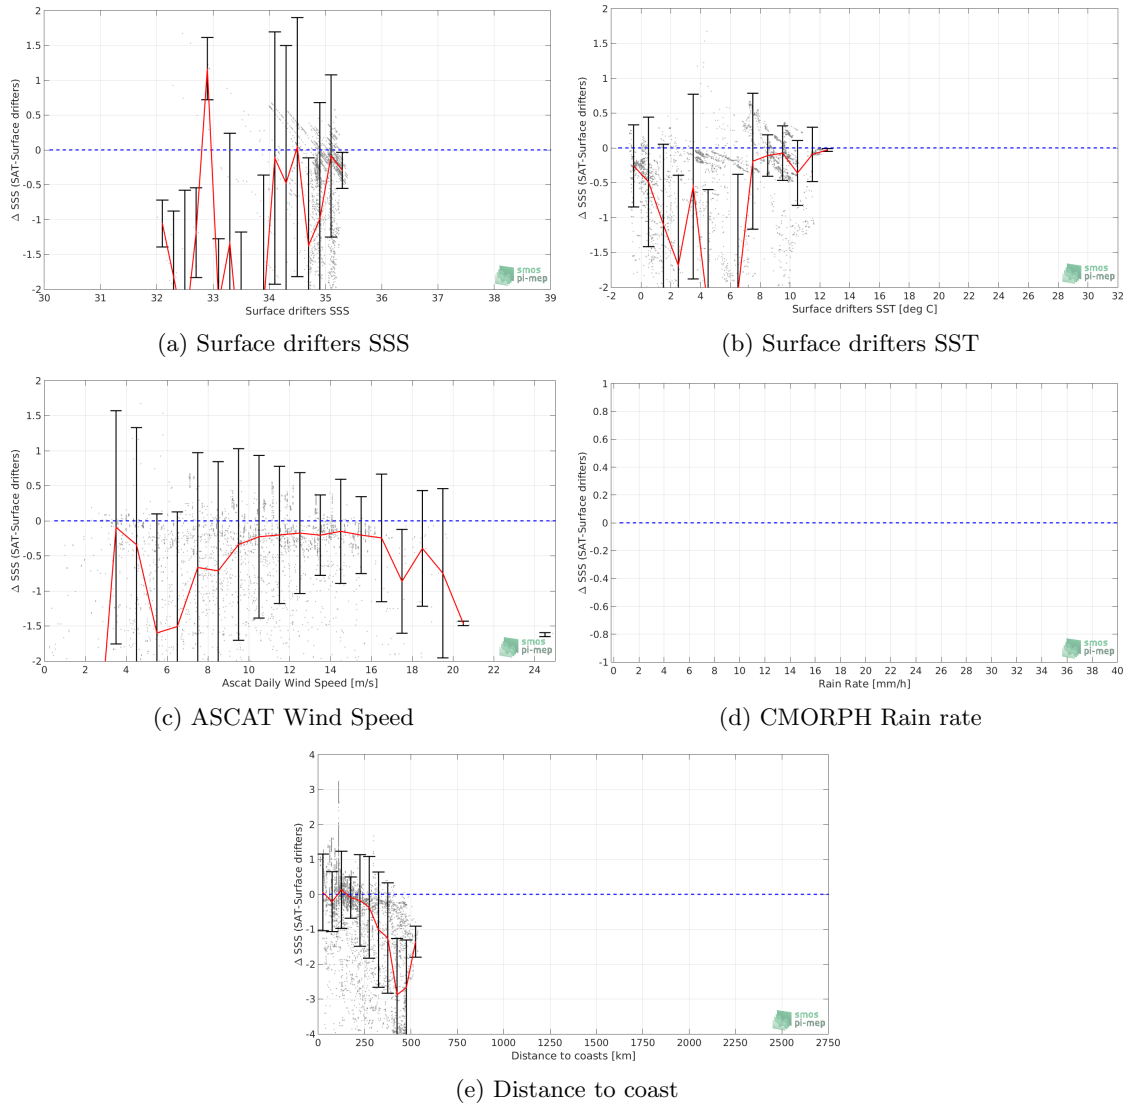 2
1.5
1
0.5
0
-0.5
-1
-1.5
-2
Δ SSS (SAT-Surface drifters)
30 31 32 33 34 35 36 37 38 39
Surface drifters SSS
smos
pi-mep
(a) Surface drifters SSS
2
1.5
1
0.5
0
-0.5
-1
-1.5
-2
Δ SSS (SAT-Surface drifters)
-2 0 2 4 6 8 10 12 14 16 18 20 22 24 26 28 30 32
Surface drifters SST [deg C]
smos
pi-mep
(b) Surface drifters SST
2
1.5
1
0.5
0
-0.5
-1
-1.5
-2
Δ SSS (SAT-Surface drifters)
0 2 4 6 8 10 12 14 16 18 20 22 24
Ascat Daily Wind Speed [m/s]
smos
pi-mep
(c) ASCAT Wind Speed
1
0.8
0.6
0.4
0.2
0
-0.2
-0.4
-0.6
-0.8
-1
Δ SSS (SAT-Surface drifters)
0 2 4 6 8 10 12 14 16 18 20 22 24 26 28 30 32 34 36 38 40
Rain Rate [mm/h]
smos
pi-mep
(d) CMORPH Rain rate
4
3
2
1
0
-1
-2
-3
-4
Δ SSS (SAT-Surface drifters)
0 250 500 750 1000 1250 1500 1750 2000 2250 2500 2750
Distance to coasts [km]
smos
pi-mep
(e) Distance to coast